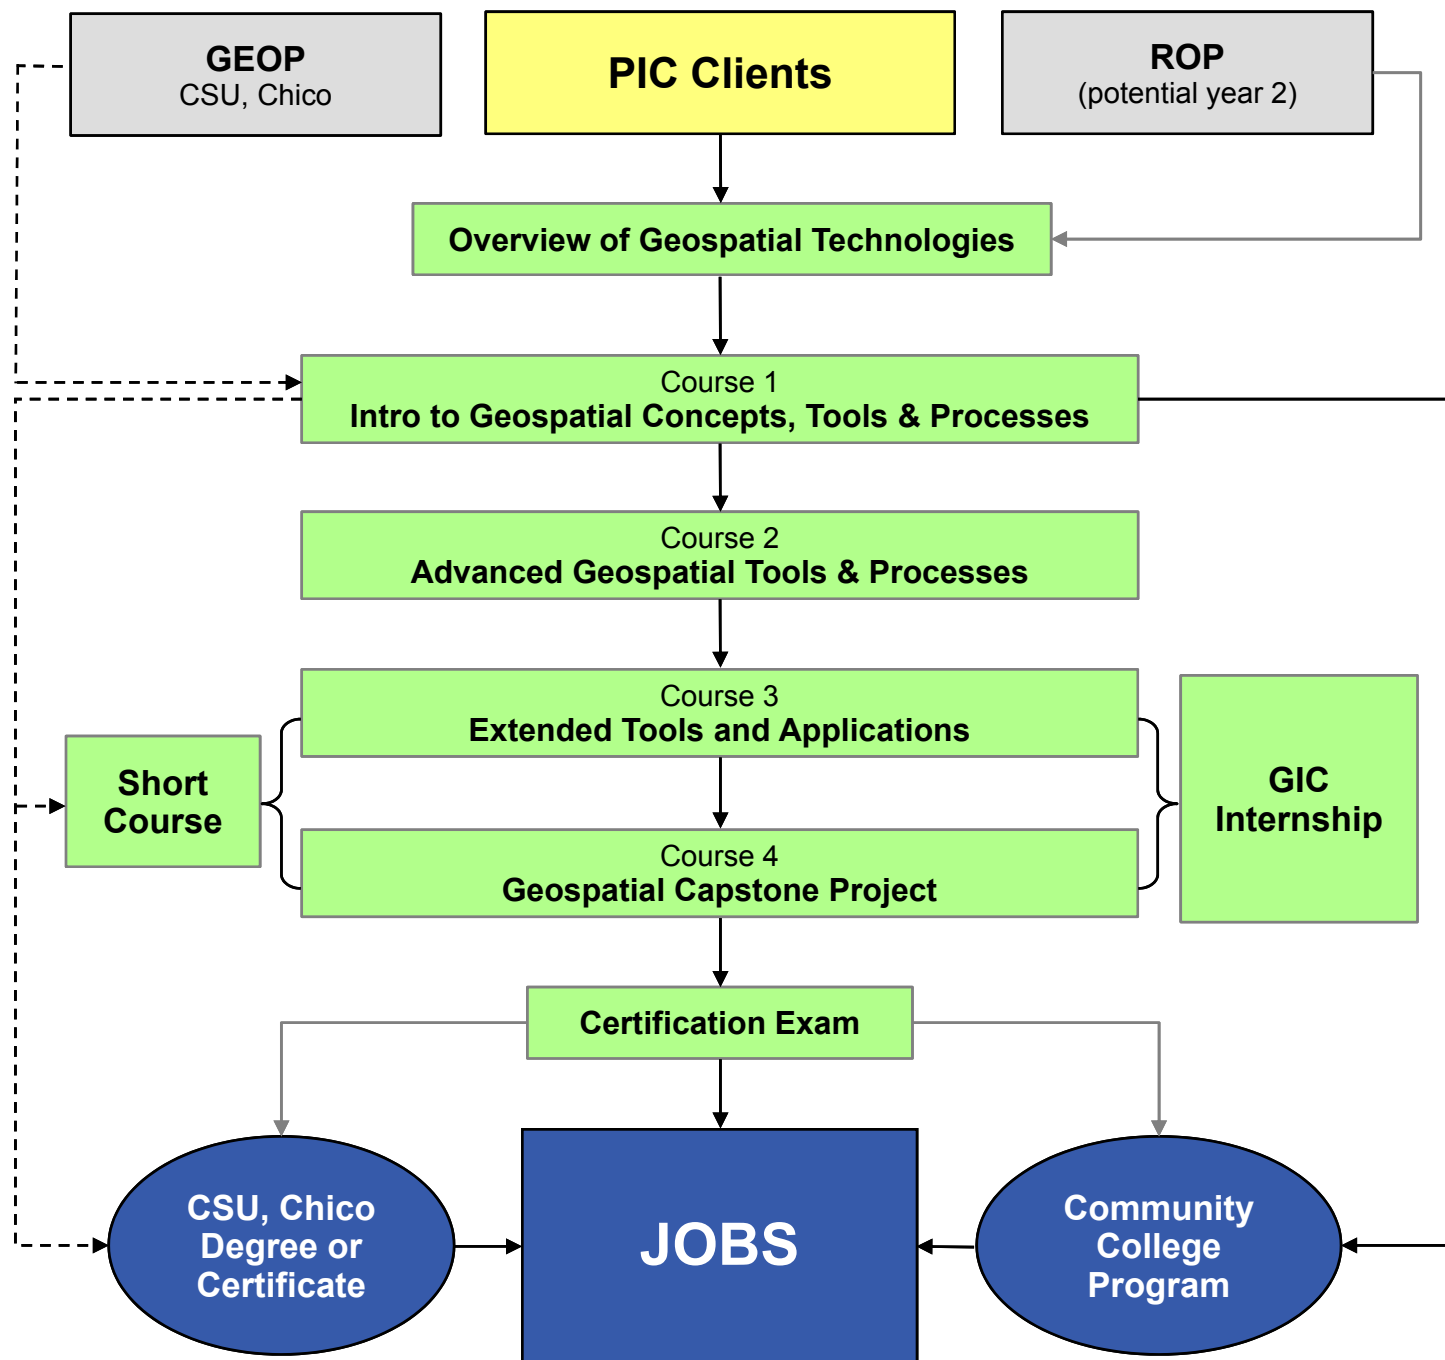 GEOP
CSU, Chico
PIC Clients
ROP
(potential year 2)
Overview of Geospatial Technologies
Course 1
Intro to Geospatial Concepts, Tools & Processes
Course 2
Advanced Geospatial Tools & Processes
Course 3
Extended Tools and Applications
Short
Course
GIC
Internship
Course 4
Geospatial Capstone Project
Certification Exam
CSU, Chico
Degree or
Certificate
JOBS
Community
College
Program